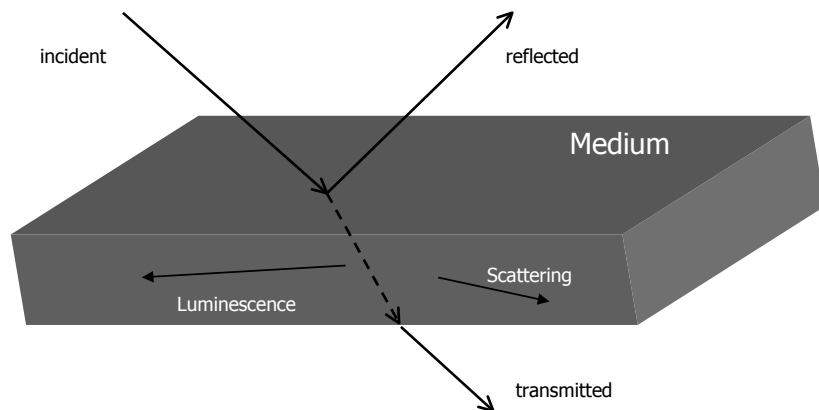 incident
reflected
Medium
Scattering
Luminescence
transmitted